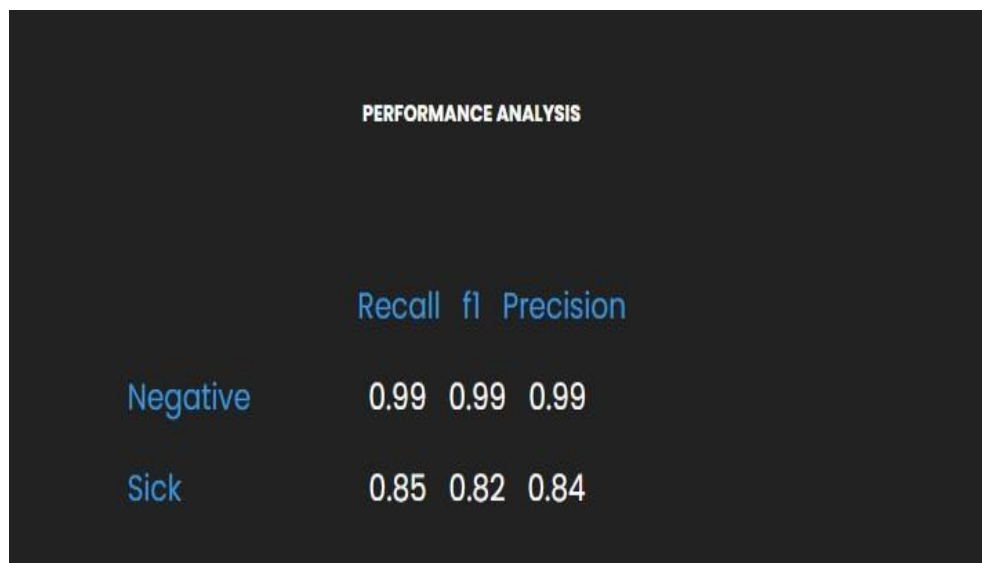 PERFORMANCE ANALYSIS
Recall f1 Precision
Negative 0.99 0.99 0.99
Sick 0.85 0.82 0.84